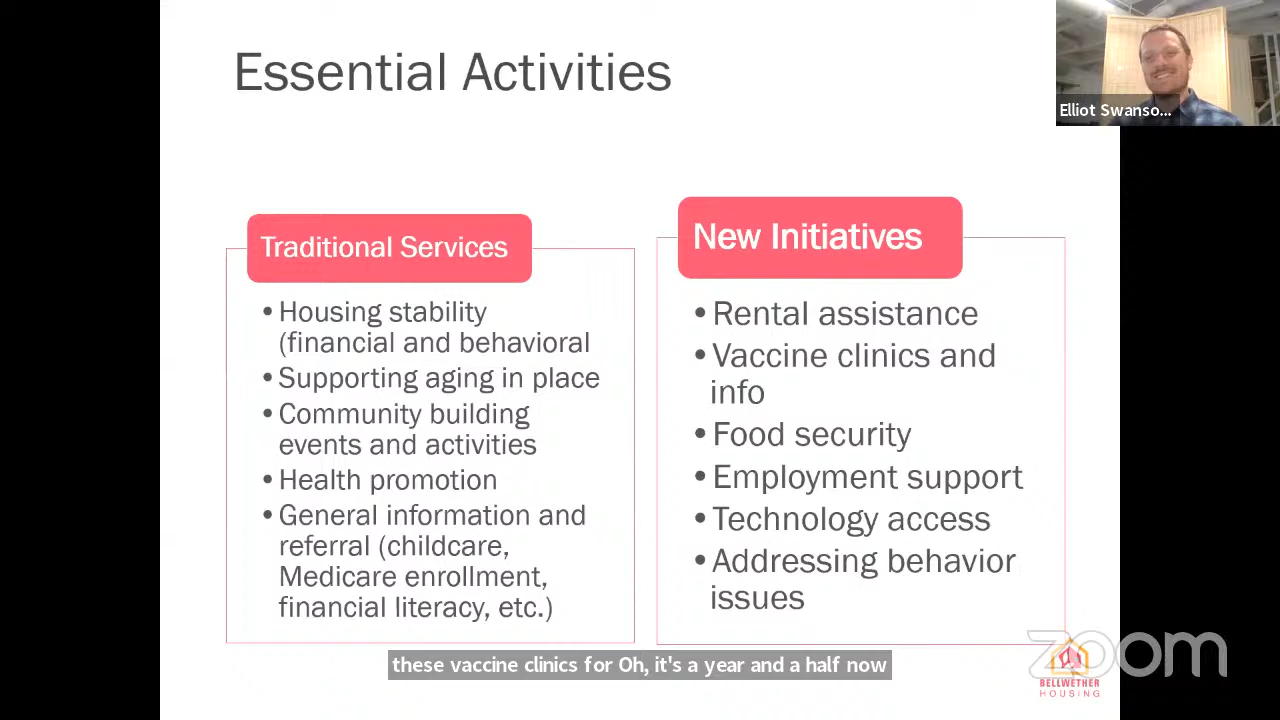 Essential Activities
Elliot Swanso...
Traditional Services
• Housing stability
(financial and behavioral
• Supporting aging in place
• Community building
events and activities
• Health promotion
• General information and
referral (childcare,
Medicare enrollment,
financial literacy, etc.)
New Initiatives
• Rental assistance
• Vaccine clinics and
info
• Food security
• Employment support
• Technology access
• Addressing behavior
issues
these vaccine clinics for Oh, it's a year and a half now
zoom
BELLWETHER
HOUSING